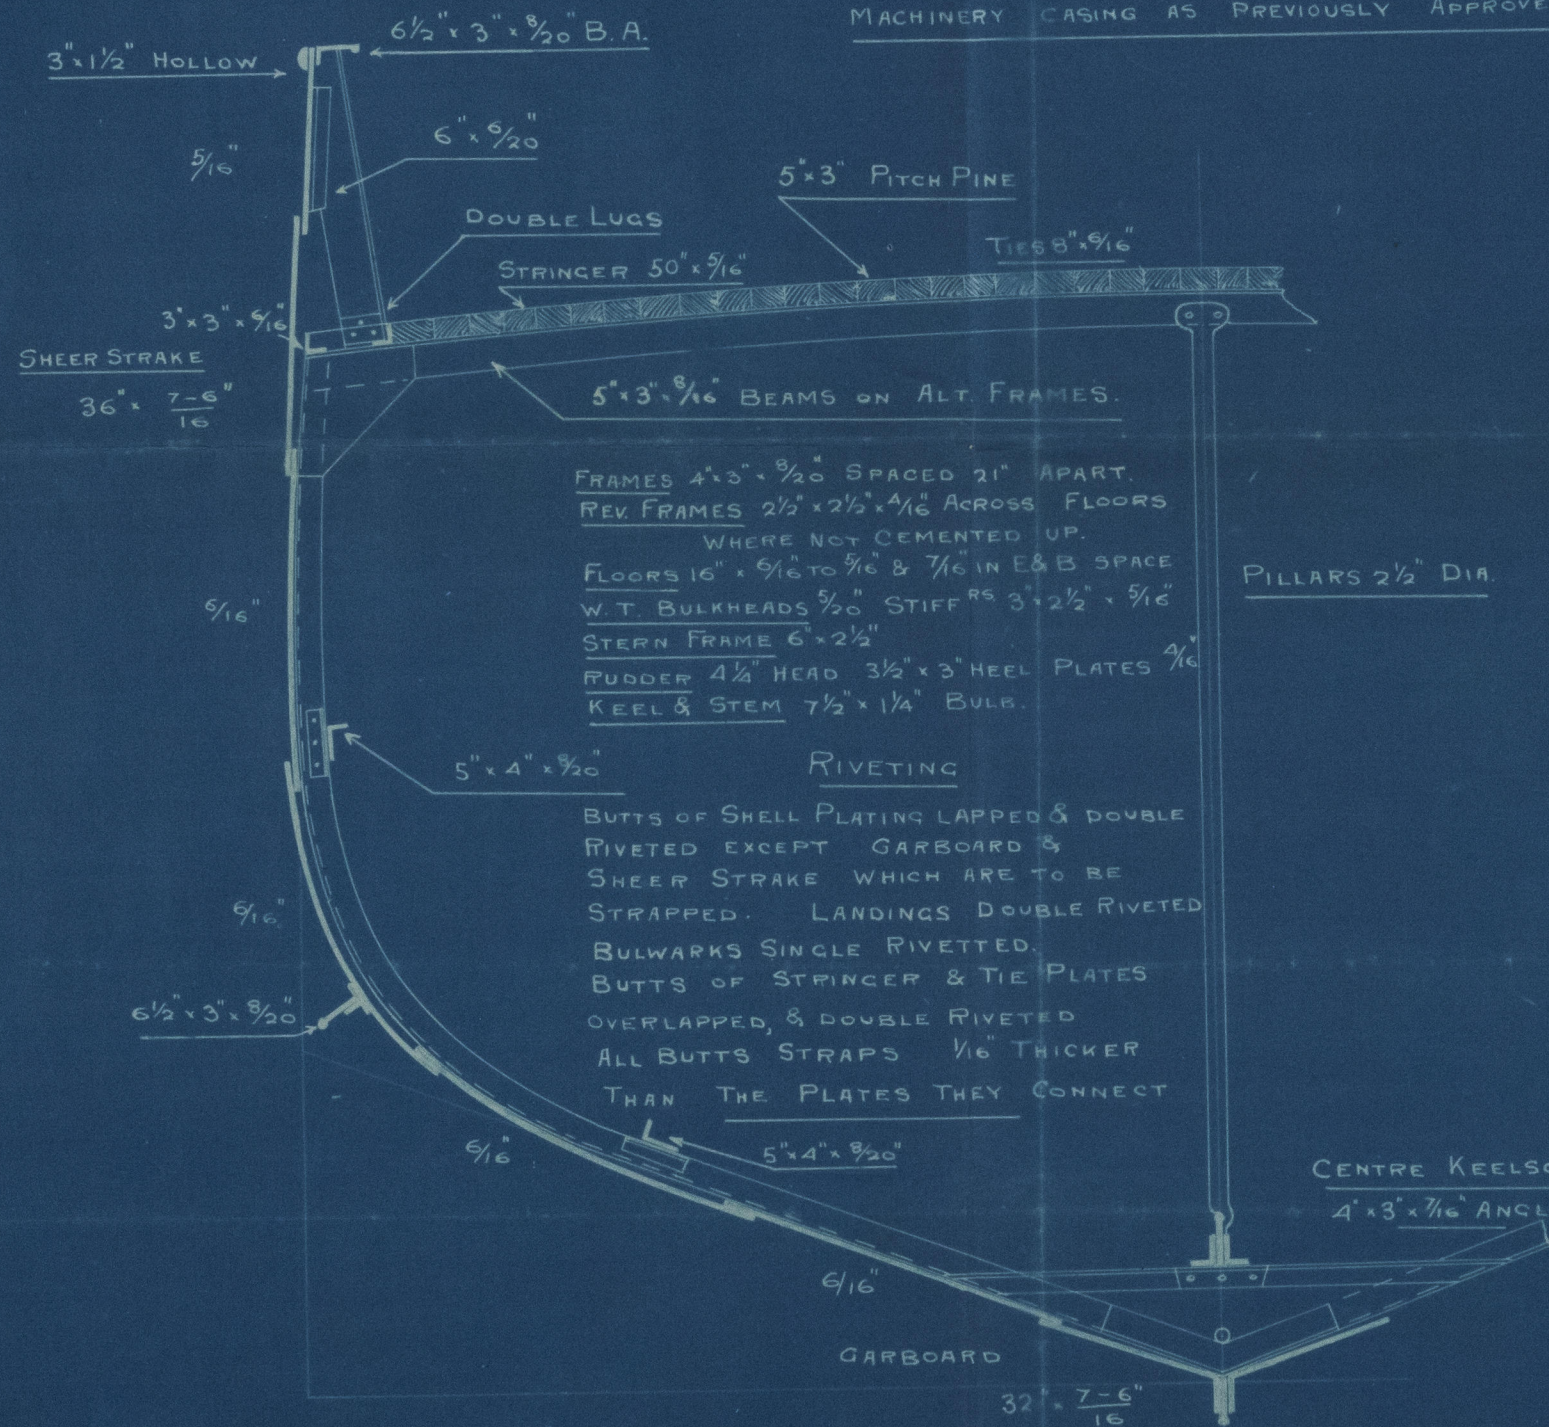 MACHINERY CASING AS PREVIOUSLY APPROVE
6½" x 3" x 8/20" B.A.
3" x 1½" HOLLOW
6" x 6/20"
5/16"
5" x 3" PITCH PINE
DOUBLE LUGS
TIES 8" x 6/16"
STRINGER 50" x 5/16"
3" x 3" x 6/16"
SHEER STRAKE
36" x 7-6/16"
5" x 3" x 8/16" BEAMS ON ALT. FRAMES.
FRAMES 4" x 3" x 8/20" SPACED 21" APART.
REV. FRAMES 2½" x 2½" x 4/16" ACROSS FLOORS
WHERE NOT CEMENTED UP.
FLOORS 16" x 6/16" TO 5/16" & 7/16" IN E&B SPACE
W.T. BULKHEADS 5/20" STIFFRS 3" x 2½" x 5/16"
STERN FRAME 6" x 2½"
RUDDER 4¼" HEAD 3½" x 3" HEEL PLATES 4/16"
KEEL & STEM 7½" x 1¼" BULB.
PILLARS 2½" DIA.
6/16"
5" x 4" x 8/20"
RIVETING
BUTTS OF SHELL PLATING LAPPED & DOUBLE
RIVETED EXCEPT GARBOARD &
SHEER STRAKE WHICH ARE TO BE
STRAPPED. LANDINGS DOUBLE RIVETED
BULWARKS SINGLE RIVETTED.
BUTTS OF STRINGER & TIE PLATES
OVERLAPPED, & DOUBLE RIVETED
ALL BUTTS STRAPS 1/16" THICKER
THAN THE PLATES THEY CONNECT
6/16"
6½" x 3" x 8/20"
6/16"
5" x 4" x 8/20"
CENTRE KEELSO
4" x 3" x 7/16" ANGL
6/16"
GARBOARD
32" x 7-6/16"